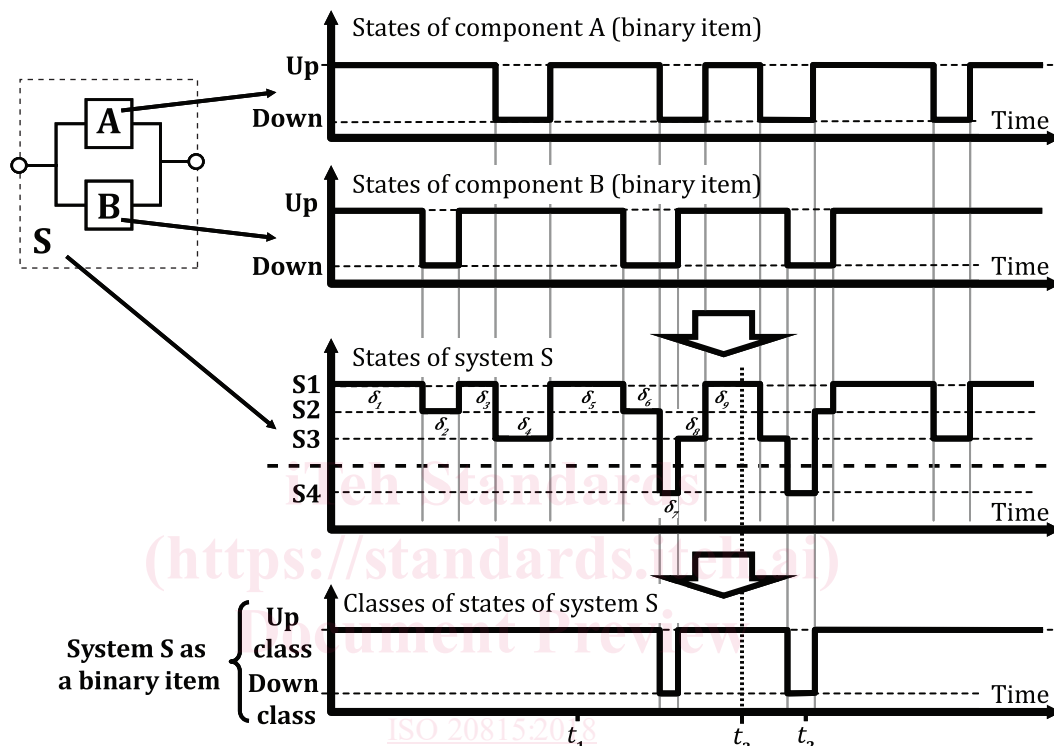 States of component A (binary item)
Up
Down
Time
A
B
S
States of component B (binary item)
Up
Down
Time
States of system S
S1
S2
S3
S4
δ1
δ2
δ3
δ4
δ5
δ6
δ7
δ8
δ9
Time
iTeh Standards
(https://standards.iteh.ai)
Document Preview
Classes of states of system S
Up
class
Down
class
System S as
a binary item
Time
ISO 20815:2018
t1